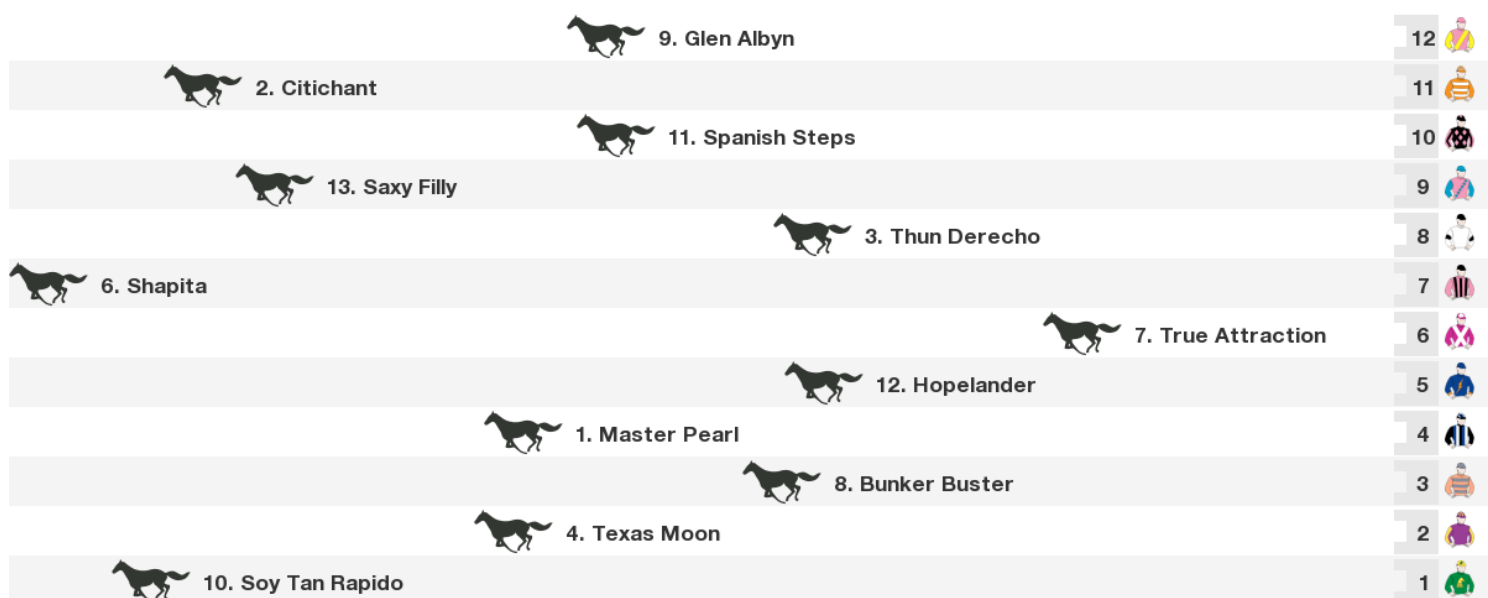 9. Glen Albyn 12
2. Citichant 11
11. Spanish Steps 10
13. Saxy Filly 9
3. Thun Derecho 8
6. Shapita 7
7. True Attraction 6
12. Hopelander 5
1. Master Pearl 4
8. Bunker Buster 3
4. Texas Moon 2
10. Soy Tan Rapido 1